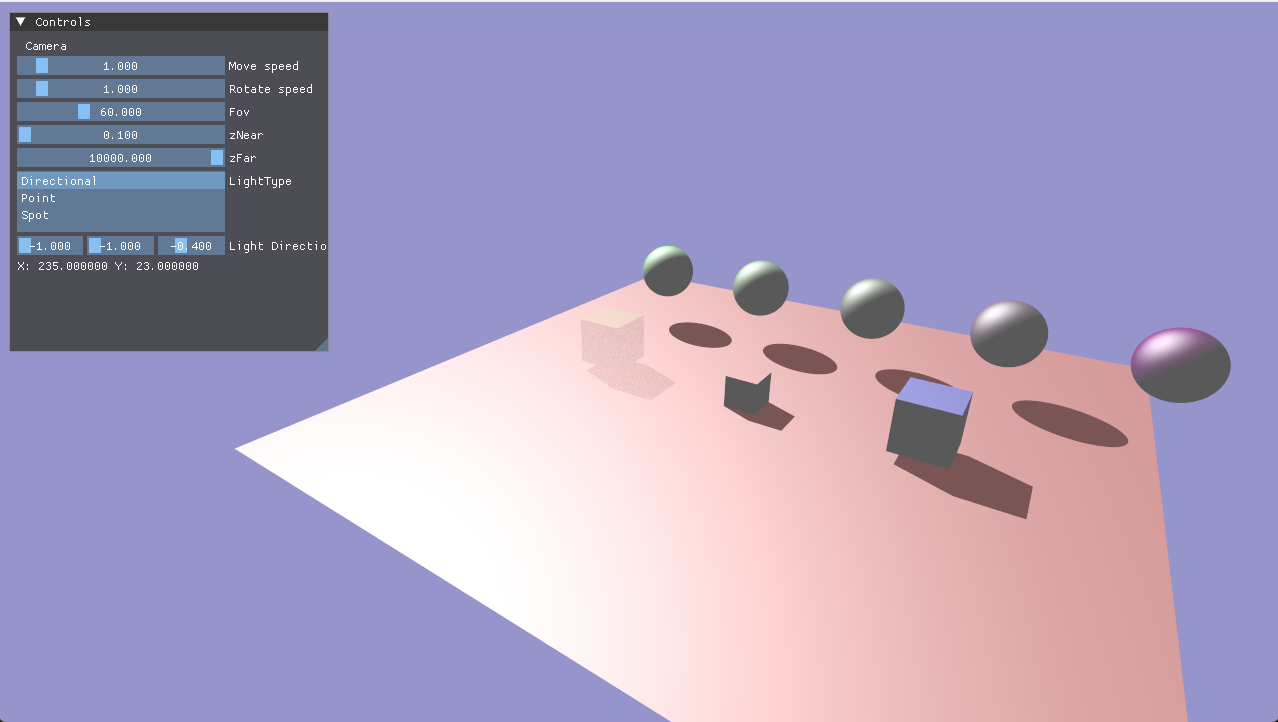 Controls
Camera
1.000 Move speed
1.000 Rotate speed
60.000 Fov
0.100 zNear
10000.000 zFar
Directional LightType
Point
Spot
-1.000 -1.000 -0.400 Light Directio
X: 235.000000 Y: 23.000000